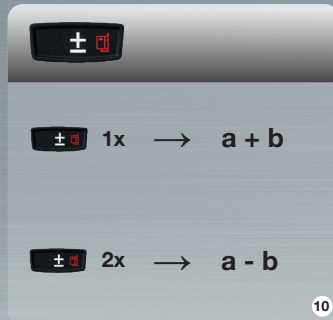 ±
± 1x → a + b
± 2x → a - b
10